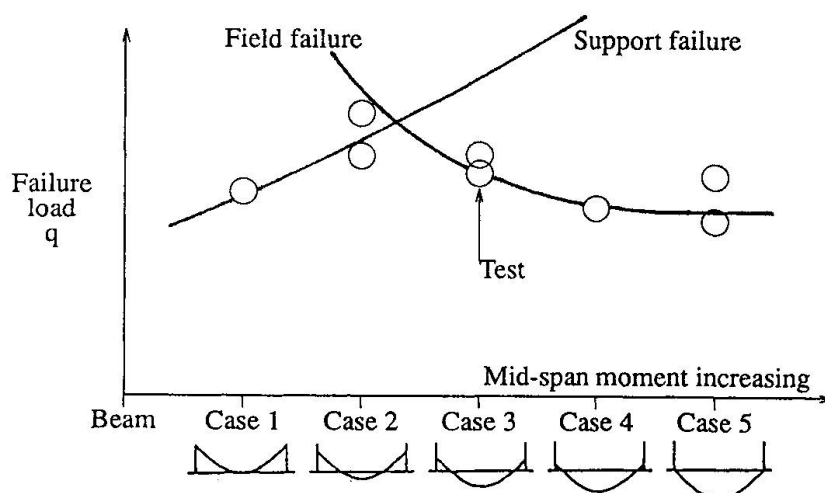 Field failure
Support failure
Failure
load
q
Test
Mid-span moment increasing
Beam
Case 1
Case 2
Case 3
Case 4
Case 5